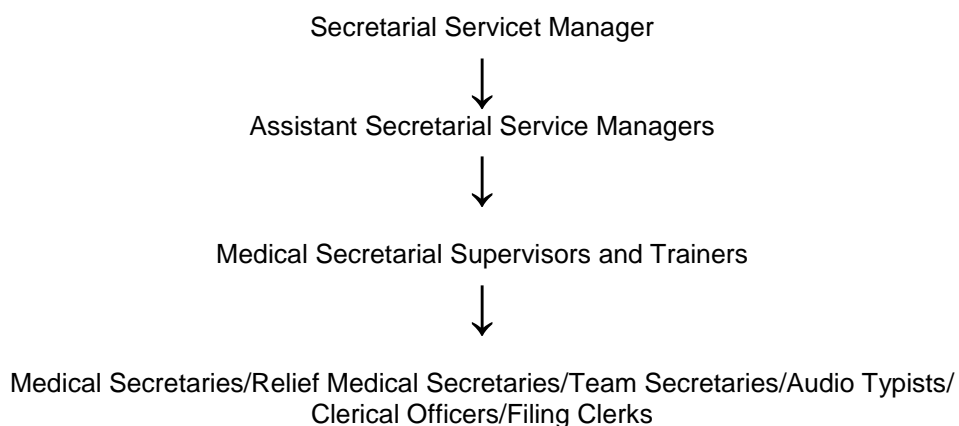 Secretarial Servicet Manager
Assistant Secretarial Service Managers
Medical Secretarial Supervisors and Trainers
Medical Secretaries/Relief Medical Secretaries/Team Secretaries/Audio Typists/
Clerical Officers/Filing Clerks